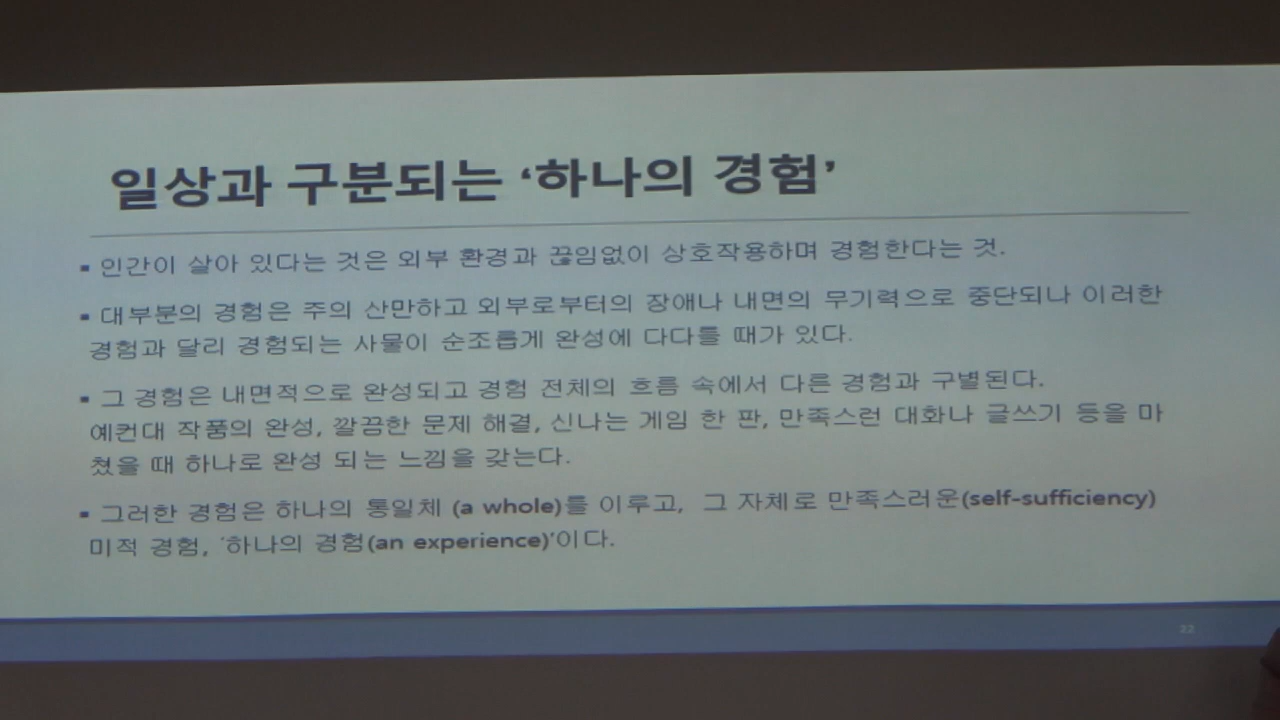 일상과 구분되는 ‘하나의 경험’
▪ 인간이 살아 있다는 것은 외부 환경과 끊임없이 상호작용하며 경험한다는 것.
▪ 대부분의 경험은 주의 산만하고 외부로부터의 장애나 내면의 무기력으로 중단되나 이러한
경험과 달리 경험되는 사물이 순조롭게 완성에 다다를 때가 있다.
▪ 그 경험은 내면적으로 완성되고 경험 전체의 흐름 속에서 다른 경험과 구별된다.
예컨대 작품의 완성, 깔끔한 문제 해결, 신나는 게임 한 판, 만족스런 대화나 글쓰기 등을 마
쳤을 때 하나로 완성 되는 느낌을 갖는다.
▪ 그러한 경험은 하나의 통일체 (a whole)를 이루고, 그 자체로 만족스러운(self-sufficiency)
미적 경험, ‘하나의 경험(an experience)’이다.
22